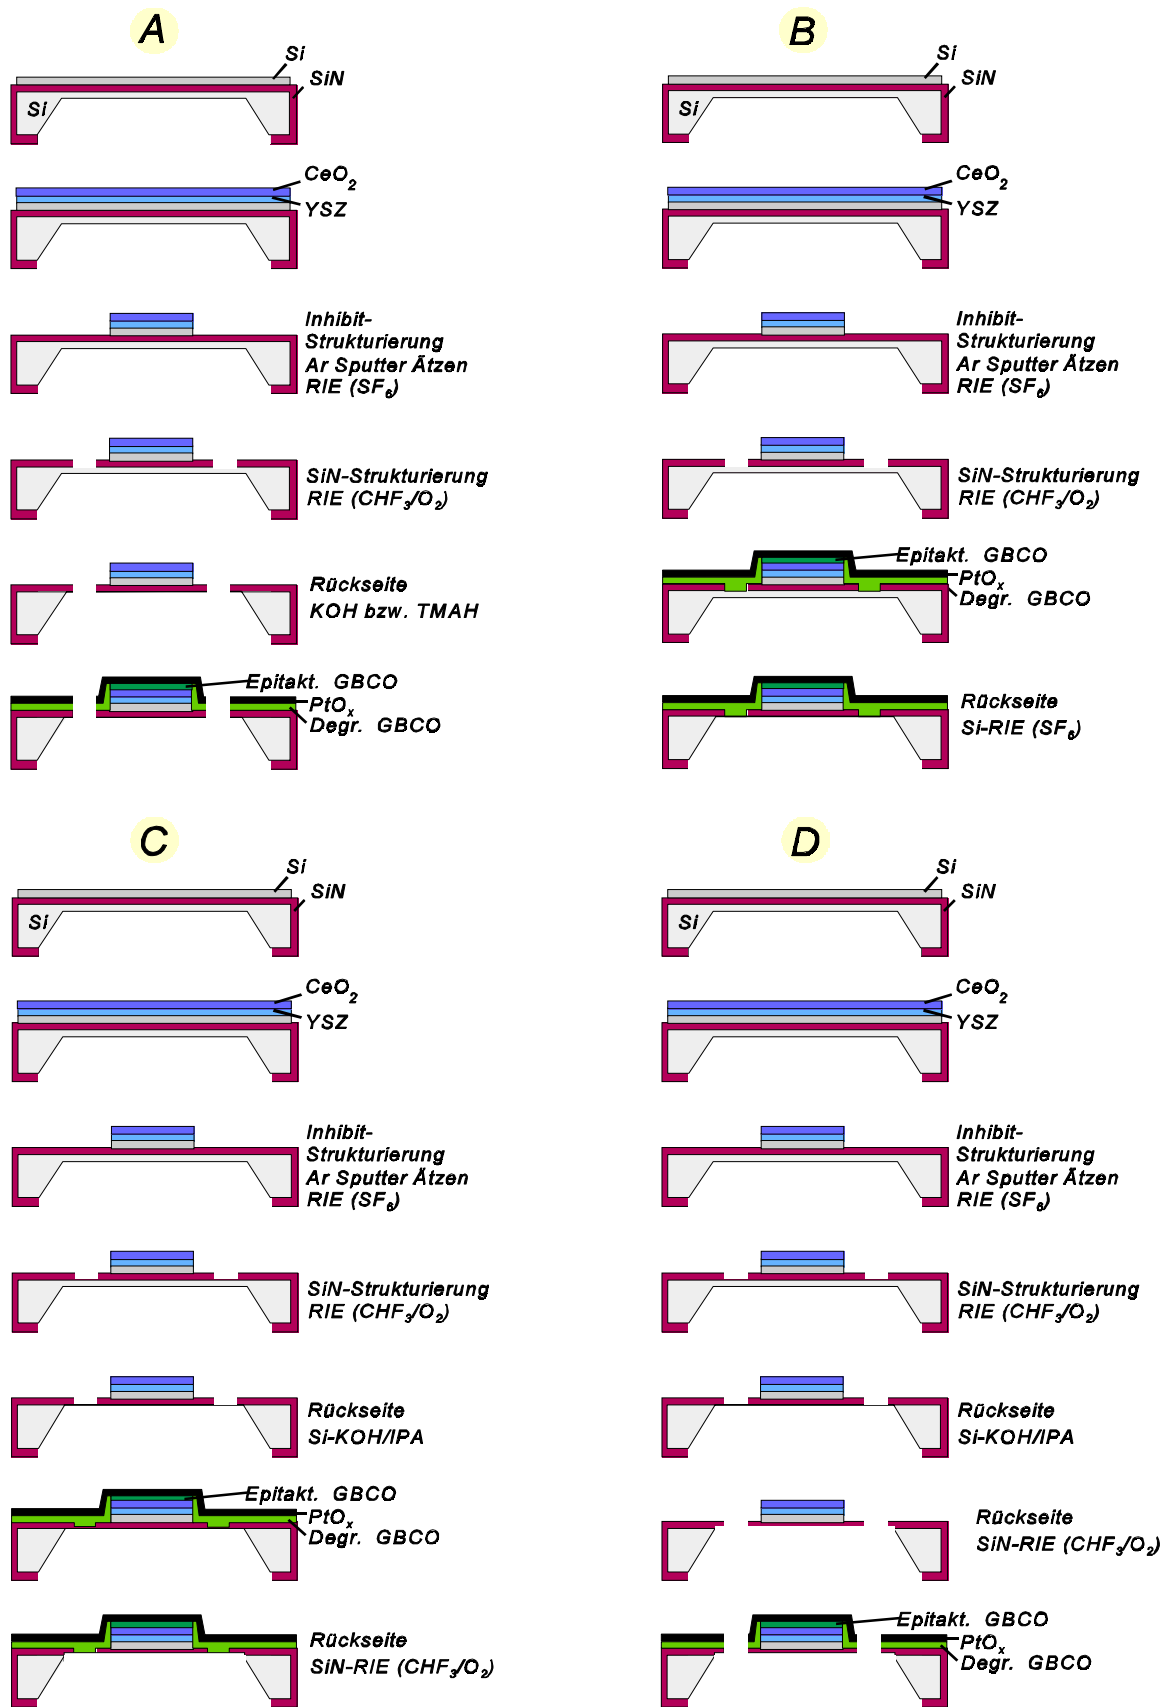 A
Si
SiN
Si
CeO₂
YSZ
Inhibit-
Strukturierung
Ar Sputter Ätzen
RIE (SF₆)
SiN-Strukturierung
RIE (CHF₃/O₂)
Rückseite
KOH bzw. TMAH
Epitakt. GBCO
PtOₓ
Degr. GBCO
B
Si
SiN
Si
CeO₂
YSZ
Inhibit-
Strukturierung
Ar Sputter Ätzen
RIE (SF₆)
SiN-Strukturierung
RIE (CHF₃/O₂)
Epitakt. GBCO
PtOₓ
Degr. GBCO
Rückseite
Si-RIE (SF₆)
C
Si
SiN
Si
CeO₂
YSZ
Inhibit-
Strukturierung
Ar Sputter Ätzen
RIE (SF₆)
SiN-Strukturierung
RIE (CHF₃/O₂)
Rückseite
Si-KOH/IPA
Epitakt. GBCO
PtOₓ
Degr. GBCO
Rückseite
SiN-RIE (CHF₃/O₂)
D
Si
SiN
Si
CeO₂
YSZ
Inhibit-
Strukturierung
Ar Sputter Ätzen
RIE (SF₆)
SiN-Strukturierung
RIE (CHF₃/O₂)
Rückseite
Si-KOH/IPA
Rückseite
SiN-RIE (CHF₃/O₂)
Epitakt. GBCO
PtOₓ
Degr. GBCO